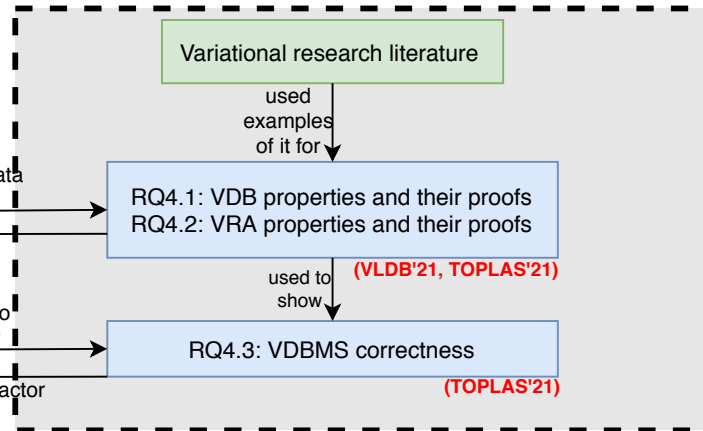 Variational research literature
used
examples
of it for
RQ4.1: VDB properties and their proofs
RQ4.2: VRA properties and their proofs
(VLDB'21, TOPLAS'21)
used to
show
RQ4.3: VDBMS correctness
(TOPLAS'21)